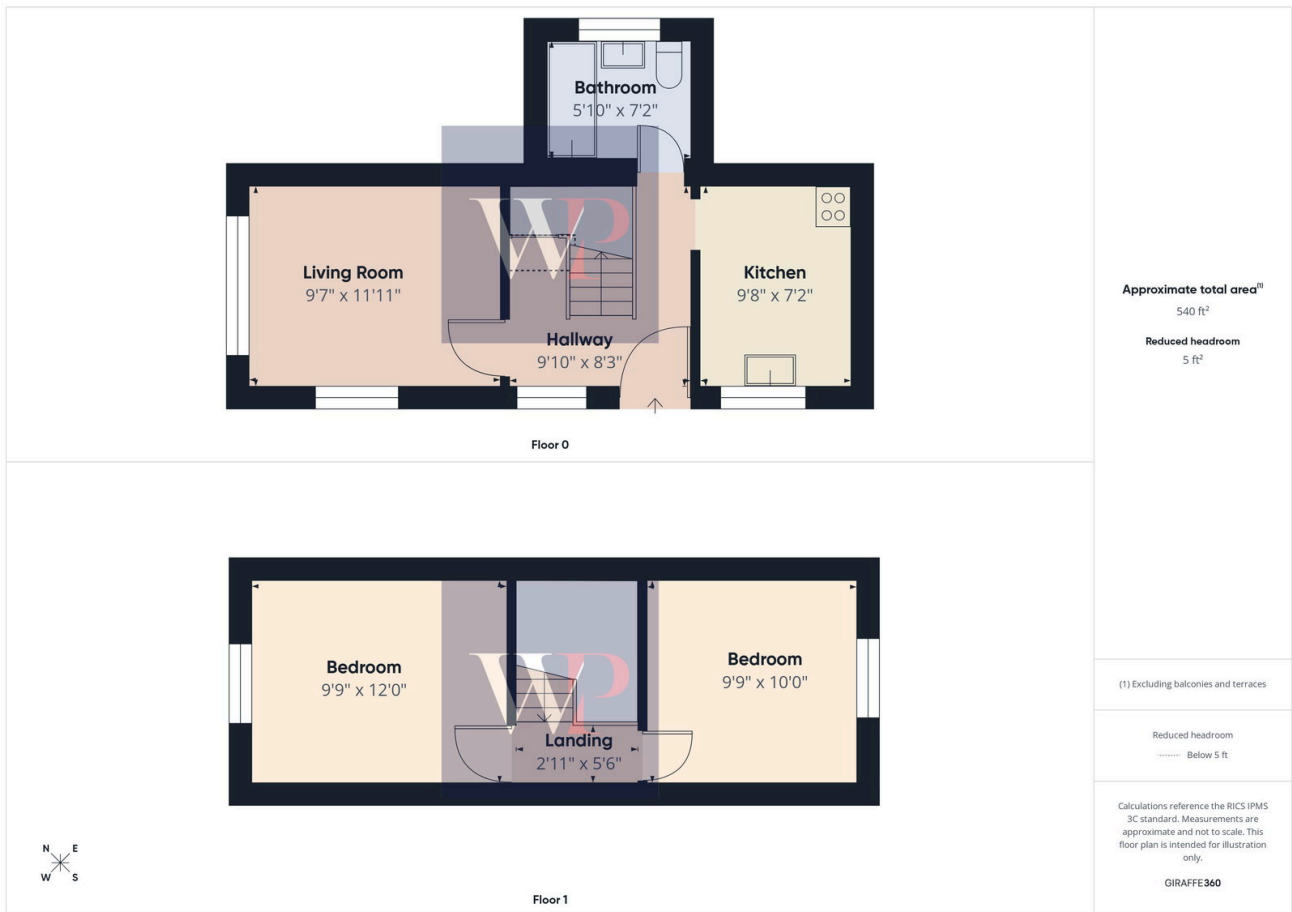 Bathroom
5'10" x 7'2"
Living Room
9'7" x 11'11"
Kitchen
9'8" x 7'2"
WP
Hallway
9'10" x 8'3"
Floor 0
Bedroom
9'9" x 12'0"
Bedroom
9'9" x 10'0"
WP
Landing
2'11" x 5'6"
N E
W S
Floor 1
Approximate total area(1)
540 ft²
Reduced headroom
5 ft²
(1) Excluding balconies and terraces
Reduced headroom
Below 5 ft
Calculations reference the RICS IPMS
3C standard. Measurements are
approximate and not to scale. This
floor plan is intended for illustration
only.
GIRAFFE360